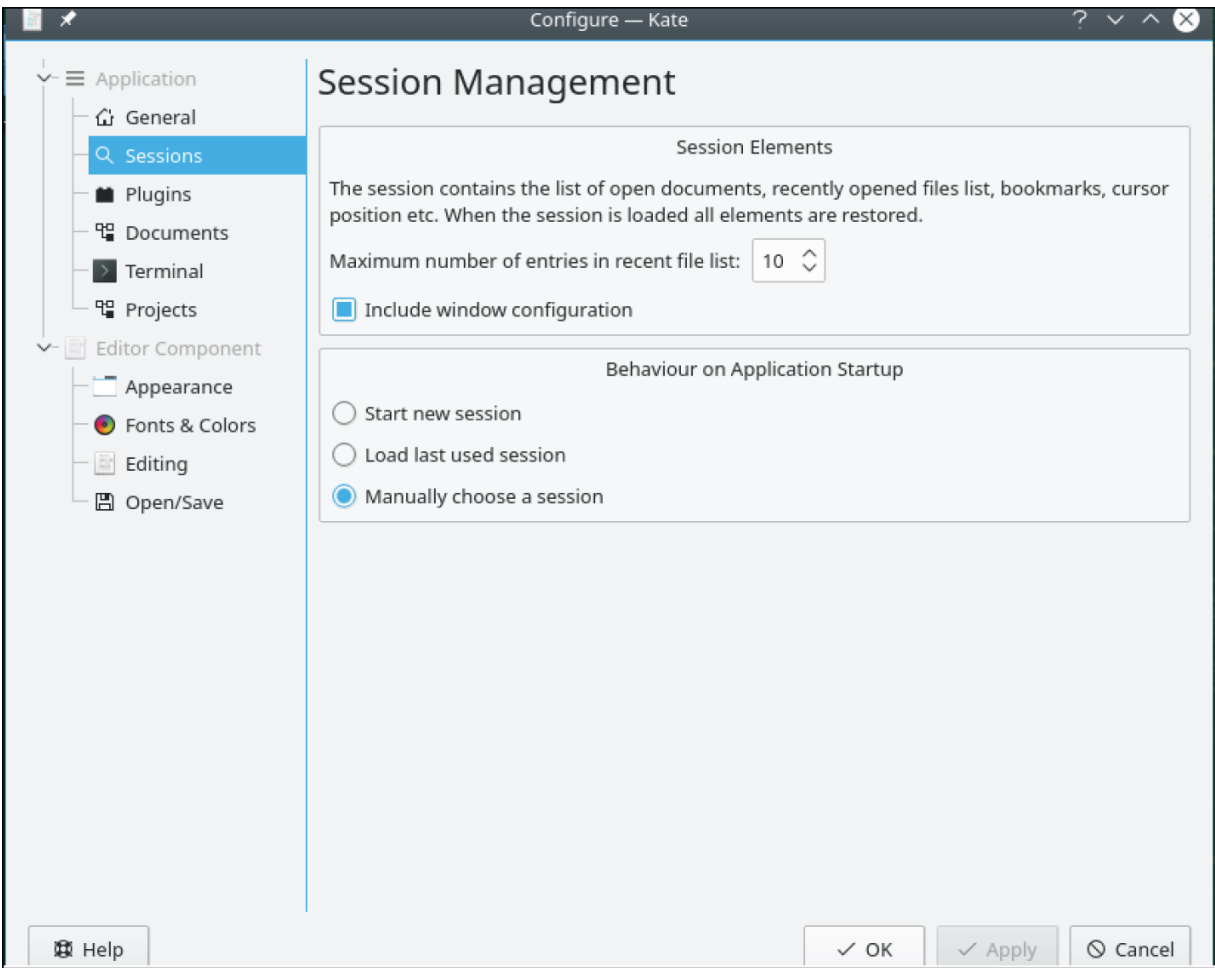 Configure — Kate
Application
General
Sessions
Plugins
Documents
Terminal
Projects
Editor Component
Appearance
Fonts & Colors
Editing
Open/Save
Session Management
Session Elements
The session contains the list of open documents, recently opened files list, bookmarks, cursor
position etc. When the session is loaded all elements are restored.
Maximum number of entries in recent file list: 10
Include window configuration
Behaviour on Application Startup
Start new session
Load last used session
Manually choose a session
Help
OK
Apply
Cancel